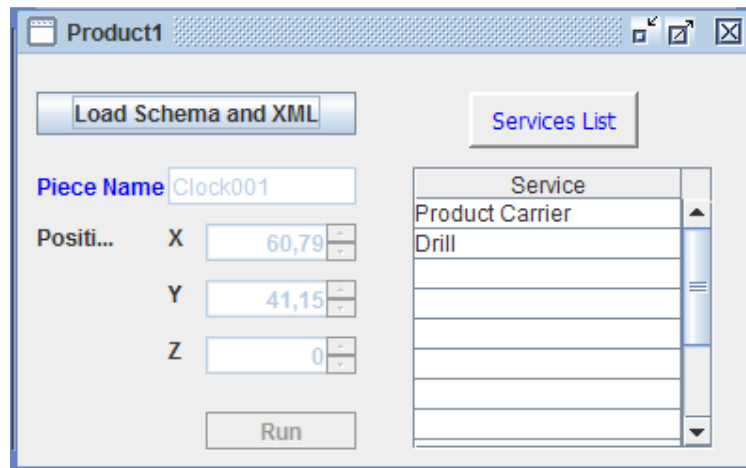 Product1
Load Schema and XML
Services List
Piece Name Clock001
Positi... X 60,79
Y 41,15
Z 0
Run
Service
Product Carrier
Drill